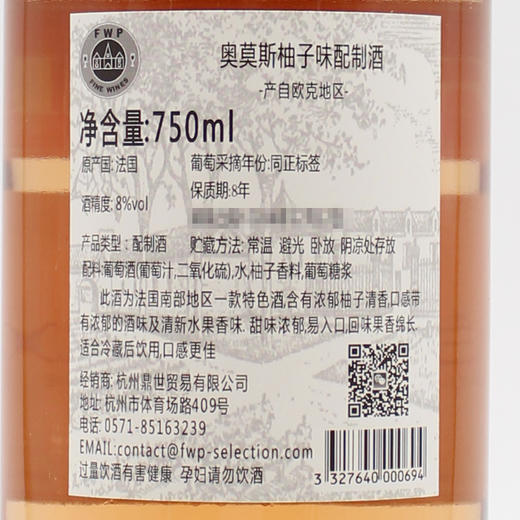 FWP
FINE WINES
奥莫斯柚子味配制酒
-产自欧克地区-
净含量:750ml
原产国:法国 葡萄采摘年份:同正标签
保质期:8年
酒精度: 8%vol
产品类型: 配制酒 贮藏方法: 常温 避光 卧放 阴凉处存放
配料:葡萄酒(葡萄汁,二氧化硫),水,柚子香料,葡萄糖浆
此酒为法国南部地区一款特色酒,含有浓郁柚子清香,口感带
有浓郁的酒味及清新水果香味. 甜味浓郁,易入口,回味果香绵长.
适合冷藏后饮用,口感更佳
经销商: 杭州鼎世贸易有限公司
地址: 杭州市体育场路409号
电话: 0571-85163239
EMAIL:contact@fwp-selection.com
过量饮酒有害健康 孕妇请勿饮酒
3 327640 000694